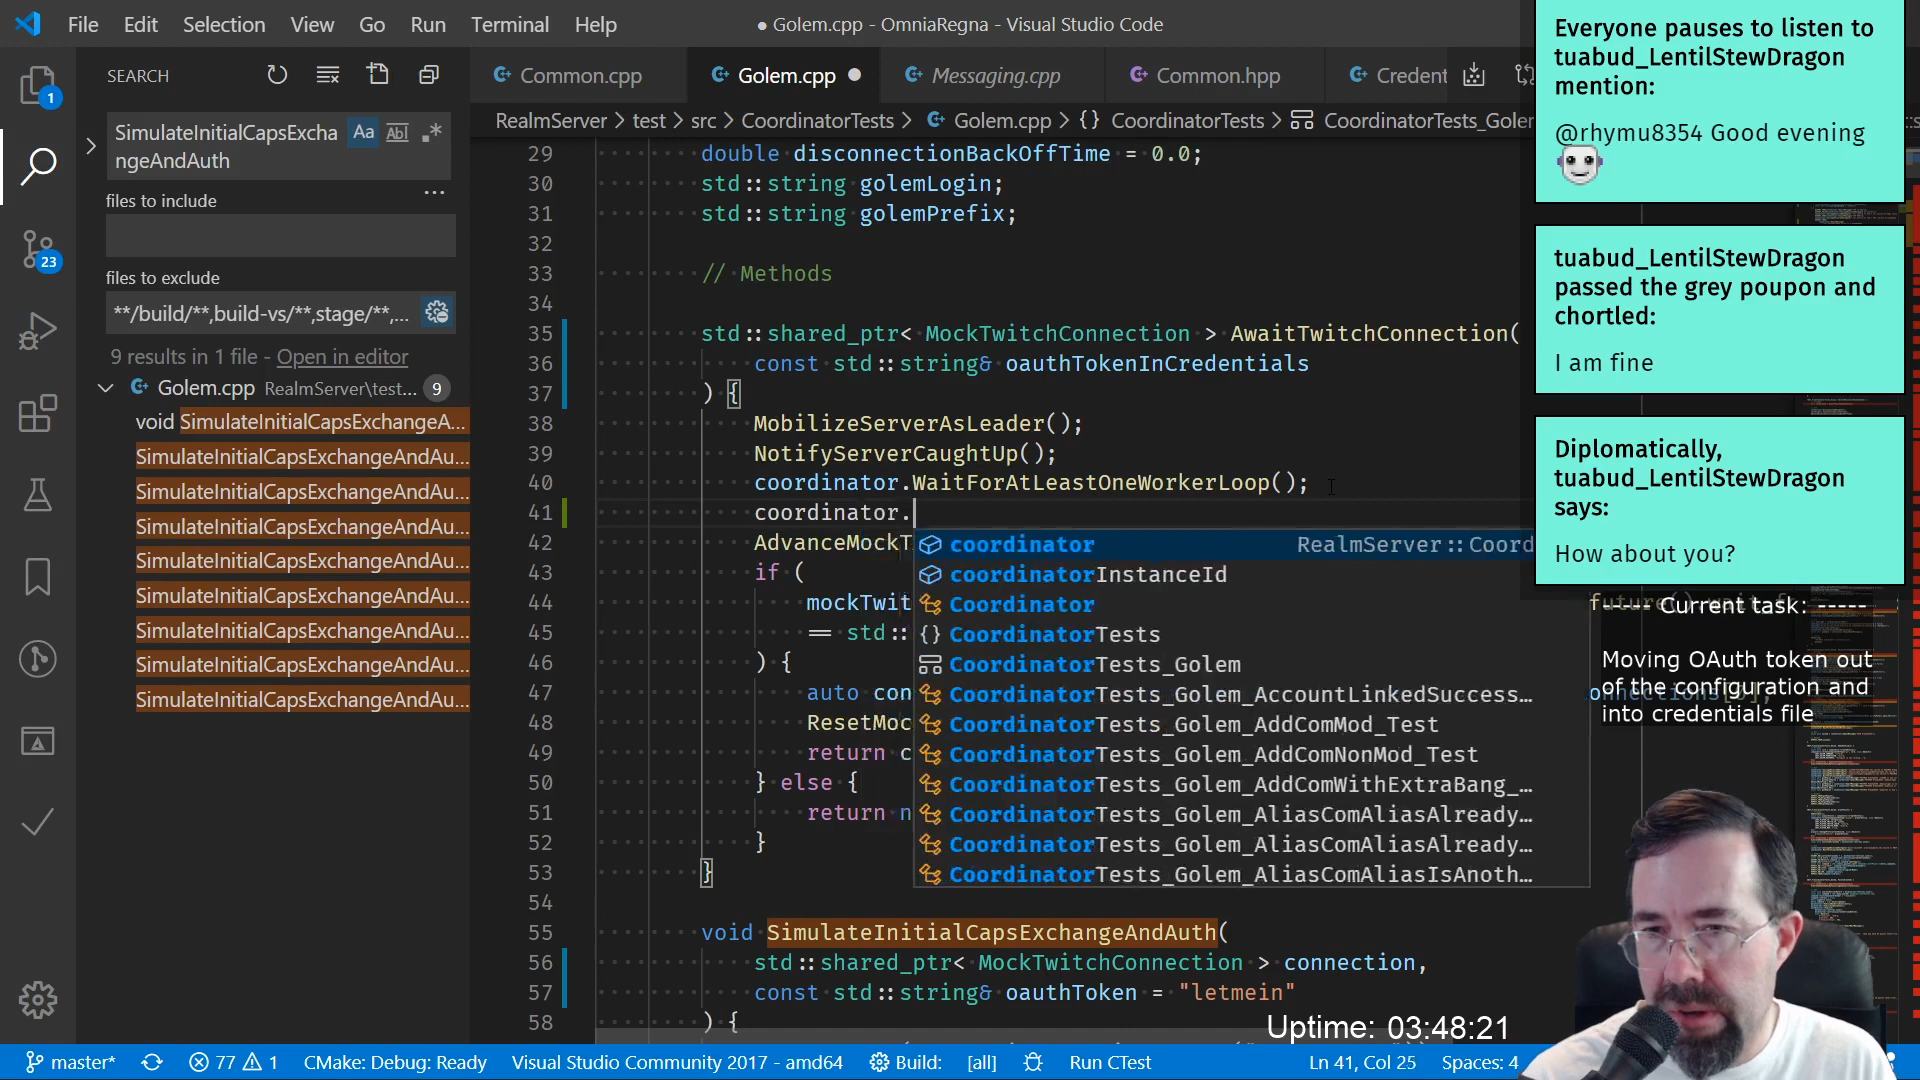 File Edit Selection View Go Run Terminal Help
● Golem.cpp - OmniaRegna - Visual Studio Code
SEARCH
SimulateInitialCapsExcha
ngeAndAuth
Aa Abl .*
files to include
...
files to exclude
**/build/**,build-vs/**,stage/**,...
9 results in 1 file - Open in editor
Golem.cpp RealmServer\test... 9
void SimulateInitialCapsExchangeA...
SimulateInitialCapsExchangeAndAu...
SimulateInitialCapsExchangeAndAu...
SimulateInitialCapsExchangeAndAu...
SimulateInitialCapsExchangeAndAu...
SimulateInitialCapsExchangeAndAu...
SimulateInitialCapsExchangeAndAu...
SimulateInitialCapsExchangeAndAu...
SimulateInitialCapsExchangeAndAu...
1
23
Common.cpp Golem.cpp ● Messaging.cpp Common.hpp Credent
RealmServer > test > src > CoordinatorTests > Golem.cpp > {} CoordinatorTests > CoordinatorTests_Goler
29 double disconnectionBackOffTime = 0.0;
30 std::string golemLogin;
31 std::string golemPrefix;
32
33 // Methods
34
35 std::shared_ptr< MockTwitchConnection > AwaitTwitchConnection(
36 const std::string& oauthTokenInCredentials
37 ) {
38 MobilizeServerAsLeader();
39 NotifyServerCaughtUp();
40 coordinator.WaitForAtLeastOneWorkerLoop();
41 coordinator.
42 AdvanceMockT
43 if (
44 mockTwit
45 == std::
46 ) {
47 auto con
48 ResetMoc
49 return c
50 } else {
51 return n
52 }
53 }
54
55 void SimulateInitialCapsExchangeAndAuth(
56 std::shared_ptr< MockTwitchConnection > connection,
57 const std::string& oauthToken = "letmein"
58 ) {
coordinator RealmServer::Coord
coordinatorInstanceId
Coordinator
{} CoordinatorTests
CoordinatorTests_Golem
CoordinatorTests_Golem_AccountLinkedSuccess...
CoordinatorTests_Golem_AddComMod_Test
CoordinatorTests_Golem_AddComNonMod_Test
CoordinatorTests_Golem_AddComWithExtraBang_...
CoordinatorTests_Golem_AliasComAliasAlready...
CoordinatorTests_Golem_AliasComAliasAlready...
CoordinatorTests_Golem_AliasComAliasIsAnoth...
Everyone pauses to listen to
tuabud_LentilStewDragon
mention:
@rhymu8354 Good evening
tuabud_LentilStewDragon
passed the grey poupon and
chortled:
I am fine
Diplomatically,
tuabud_LentilStewDragon
says:
How about you?
----- Current task: -----
Moving OAuth token out
of the configuration and
into credentials file
Uptime: 03:48:21
master* 77 1 CMake: Debug: Ready Visual Studio Community 2017 - amd64 Build: [all] Run CTest Ln 41, Col 25 Spaces: 4